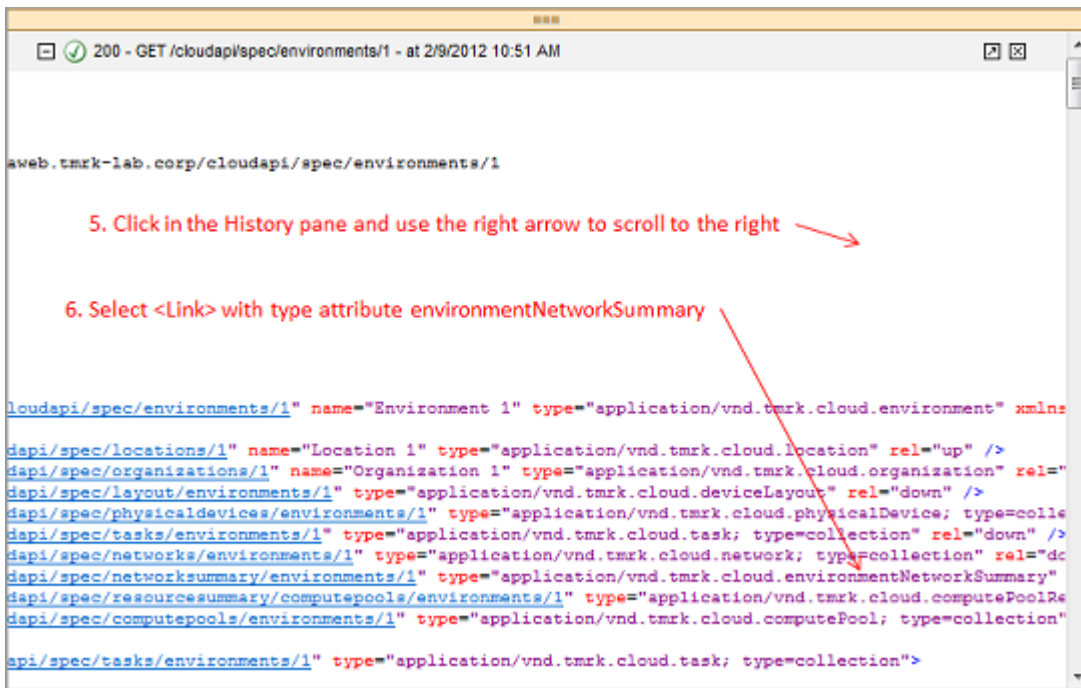 200 - GET /cloudapi/spec/environments/1 - at 2/9/2012 10:51 AM
aweb.tmrk-lab.corp/cloudapi/spec/environments/1
5. Click in the History pane and use the right arrow to scroll to the right
6. Select <Link> with type attribute environmentNetworkSummary
loudapi/spec/environments/1" name="Environment 1" type="application/vnd.tmrk.cloud.environment" xmlns
dapi/spec/locations/1" name="Location 1" type="application/vnd.tmrk.cloud.location" rel="up" />
dapi/spec/organizations/1" name="Organization 1" type="application/vnd.tmrk.cloud.organization" rel="
dapi/spec/layout/environments/1" type="application/vnd.tmrk.cloud.deviceLayout" rel="down" />
dapi/spec/physicaldevices/environments/1" type="application/vnd.tmrk.cloud.physicalDevice; type=colle
dapi/spec/tasks/environments/1" type="application/vnd.tmrk.cloud.task; type=collection" rel="down" />
dapi/spec/networks/environments/1" type="application/vnd.tmrk.cloud.network; type=collection" rel="do
dapi/spec/networksummary/environments/1" type="application/vnd.tmrk.cloud.environmentNetworkSummary"
dapi/spec/resourcesummary/computepools/environments/1" type="application/vnd.tmrk.cloud.computePoolRe
dapi/spec/computepools/environments/1" type="application/vnd.tmrk.cloud.computePool; type=collection"
api/spec/tasks/environments/1" type="application/vnd.tmrk.cloud.task; type=collection">